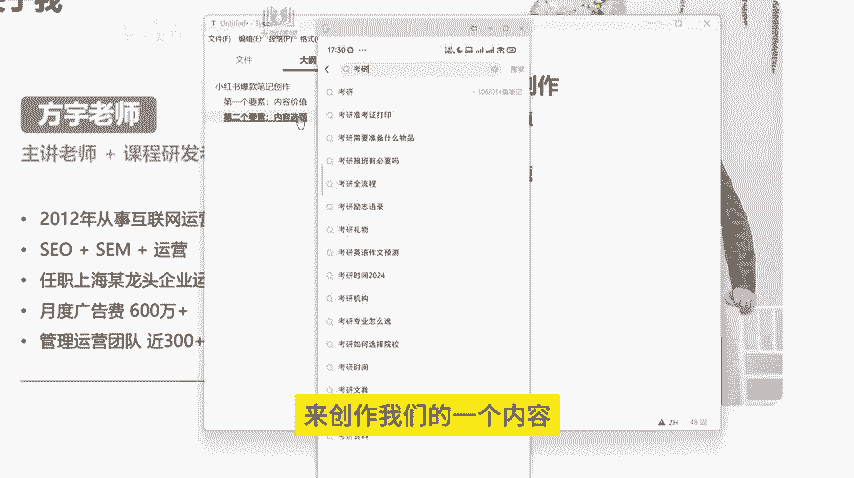 于我
方宇老师
主讲老师 + 课程研发
2012年从事互联网运营
SEO + SEM + 运营
任职上海某龙头企业运
月度广告费 600万+
管理运营团队 近300+
文件(F) 编辑(E) 段落(P) 格式(
文件
大纲
小红书爆款笔记创作
第一个要素：内容价值
第二个要素：内容选题
创作
17:30
考研
搜索
考研
考研准考证打印
考研需要准备什么物品
考研报班有必要吗
考研全流程
考研励志语录
考研礼物
考研英语作文预测
考研时间2024
考研机构
考研专业怎么选
考研如何选择院校
考研时间
考研文案
来创作我们的一个内容
ZH